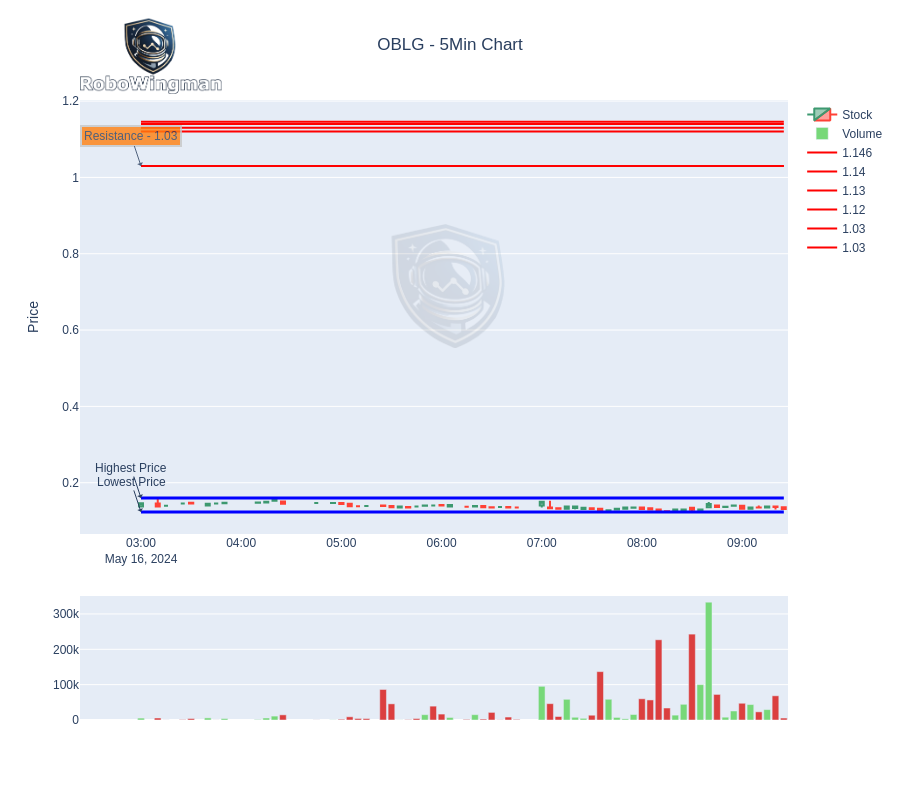 OBLG - 5Min Chart
RoboWingman
Price
1.2
1
0.8
0.6
0.4
0.2
Resistance - 1.03
Highest Price
Lowest Price
03:00
04:00
05:00
06:00
07:00
08:00
09:00
May 16, 2024
Stock
Volume
1.146
1.14
1.13
1.12
1.03
1.03
300k
200k
100k
0